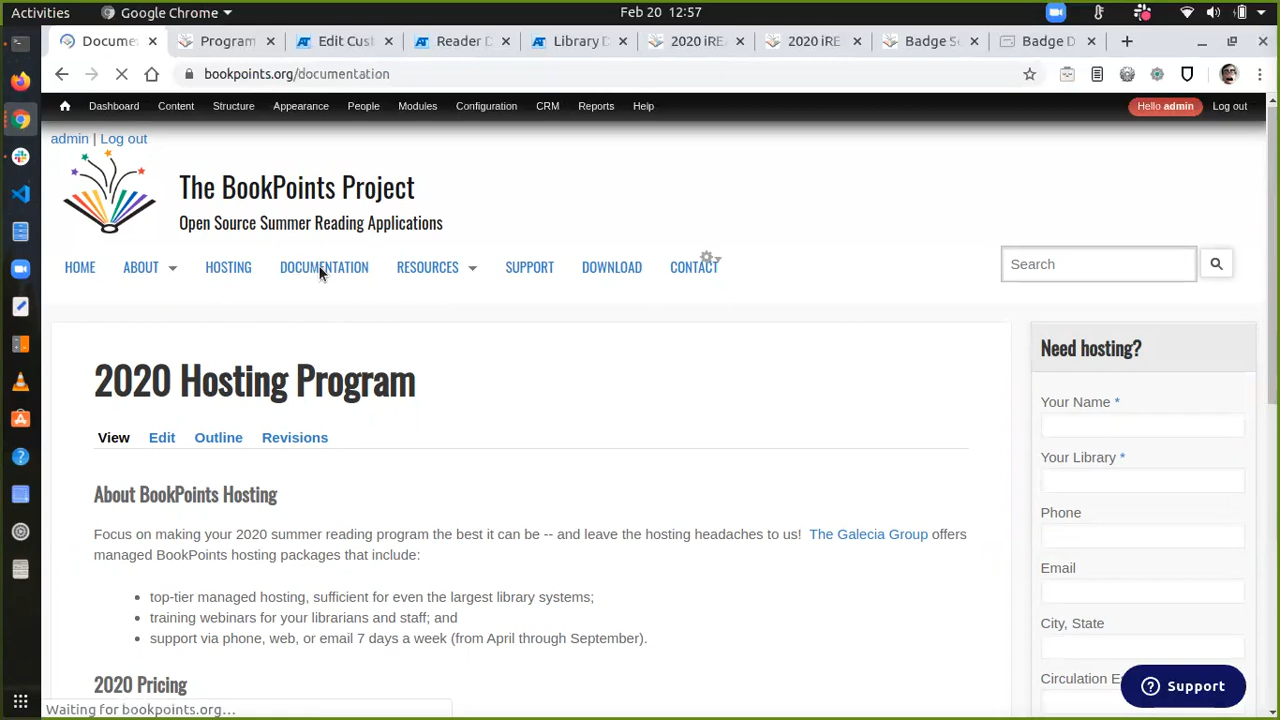 Activities
Google Chrome
Feb 20 12:57
Docume
Program
Edit Cus
Reader D
Library D
2020 iRE
2020 iRE
Badge S
Badge D
bookpoints.org/documentation
Dashboard Content Structure Appearance People Modules Configuration CRM Reports Help
Hello admin Log out
admin | Log out
The BookPoints Project
Open Source Summer Reading Applications
HOME ABOUT HOSTING DOCUMENTATION RESOURCES SUPPORT DOWNLOAD CONTACT
Search
2020 Hosting Program
View Edit Outline Revisions
About BookPoints Hosting
Focus on making your 2020 summer reading program the best it can be -- and leave the hosting headaches to us! The Galecia Group offers
managed BookPoints hosting packages that include:
• top-tier managed hosting, sufficient for even the largest library systems;
• training webinars for your librarians and staff; and
• support via phone, web, or email 7 days a week (from April through September).
2020 Pricing
Need hosting?
Your Name *
Your Library *
Phone
Email
City, State
Circulation
Support
Waiting for bookpoints.org...